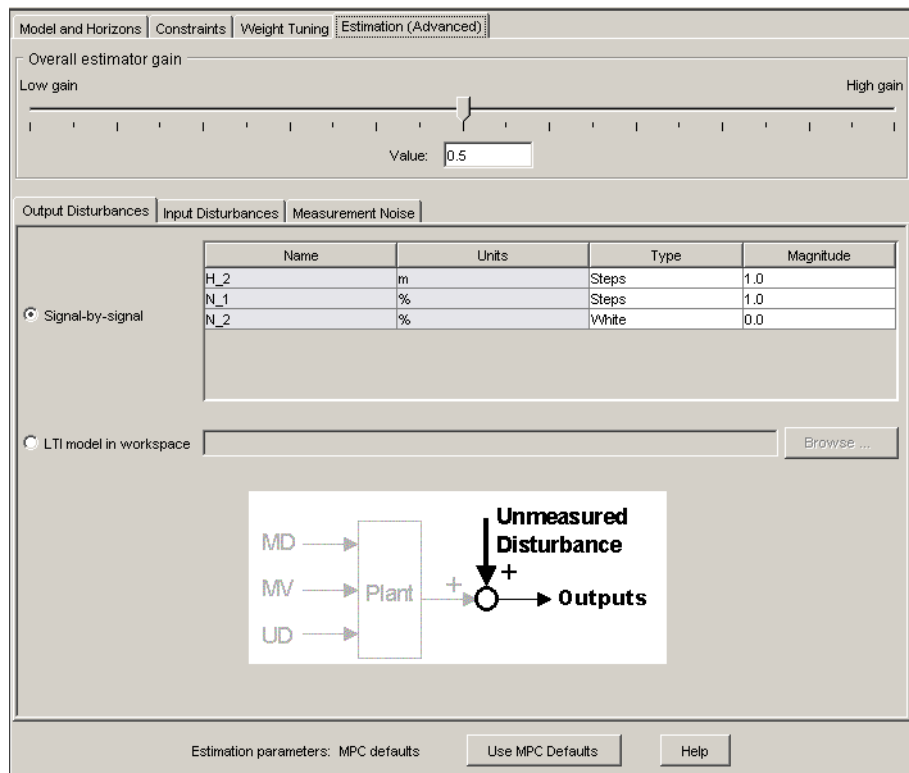 Model and Horizons Constraints Weight Tuning Estimation (Advanced)
Overall estimator gain
Low gain High gain
Value: 0.5
Output Disturbances Input Disturbances Measurement Noise
Name Units Type Magnitude
H_2 m Steps 1.0
N_1 % Steps 1.0
N_2 % White 0.0
Signal-by-signal
LTI model in workspace Browse ...
Unmeasured
Disturbance
MD
MV
UD
Plant
+
+
Outputs
Estimation parameters: MPC defaults Use MPC Defaults Help